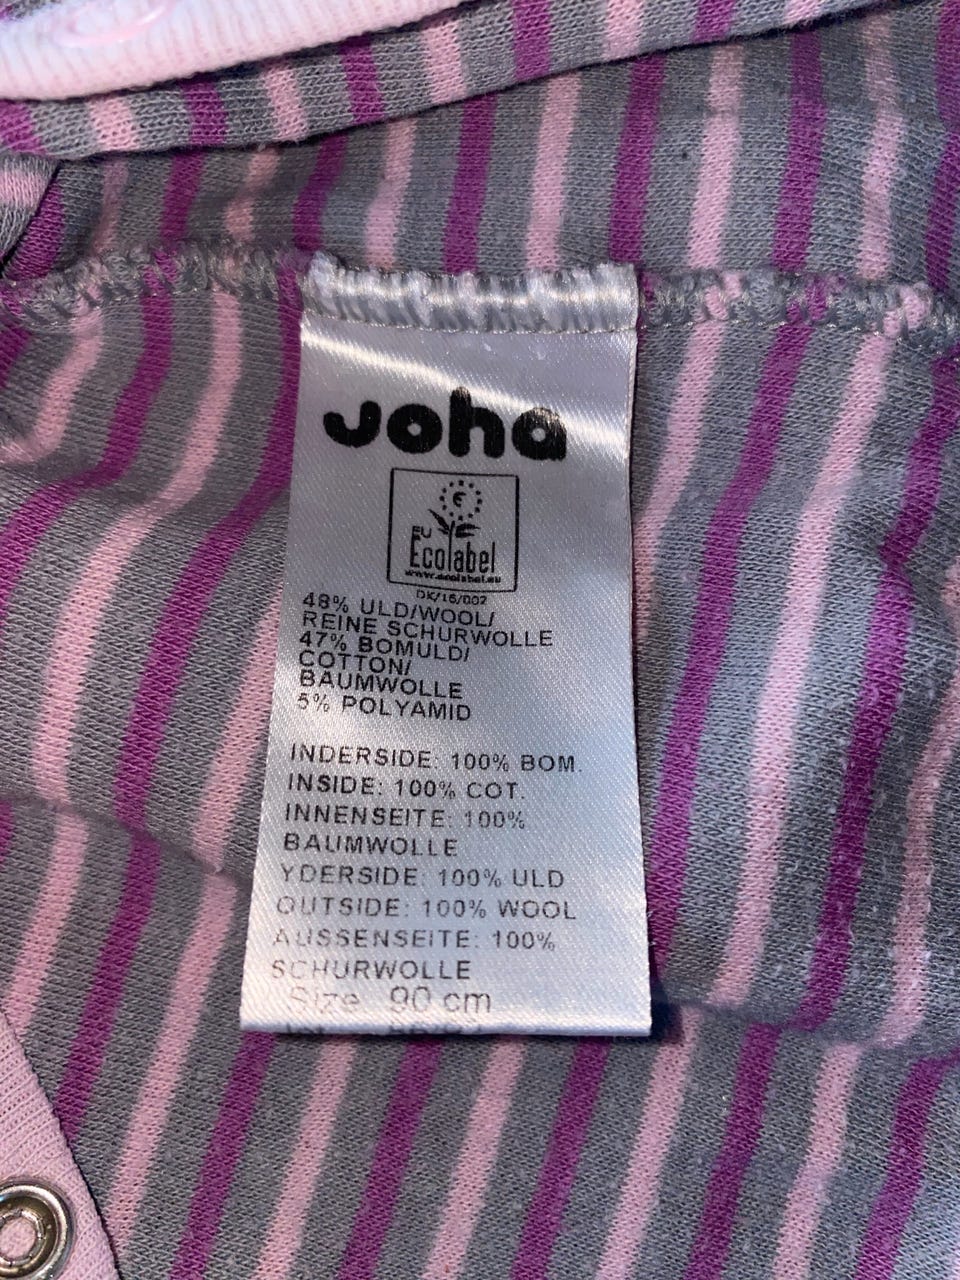 Joha
EU
Ecolabel
www.ecolabel.eu
DK/16/002
48% ULD/WOOL/
REINE SCHURWOLLE
47% BOMULD/
COTTON/
BAUMWOLLE
5% POLYAMID
INDERSIDE: 100% BOM.
INSIDE: 100% COT.
INNENSEITE: 100%
BAUMWOLLE
YDERSIDE: 100% ULD
OUTSIDE: 100% WOOL
AUSSENSEITE: 100%
SCHURWOLLE
Size 90 cm